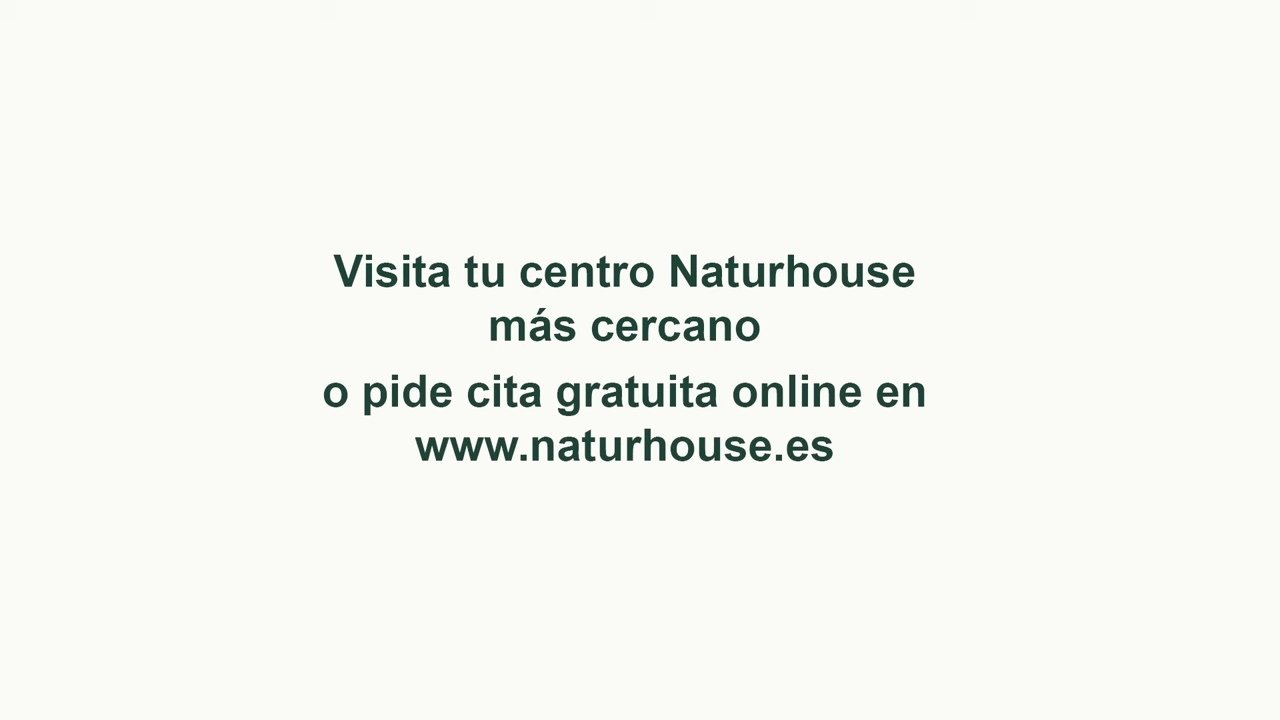 Visita tu centro Naturhouse
más cercano
o pide cita gratuita online en
www.naturhouse.es